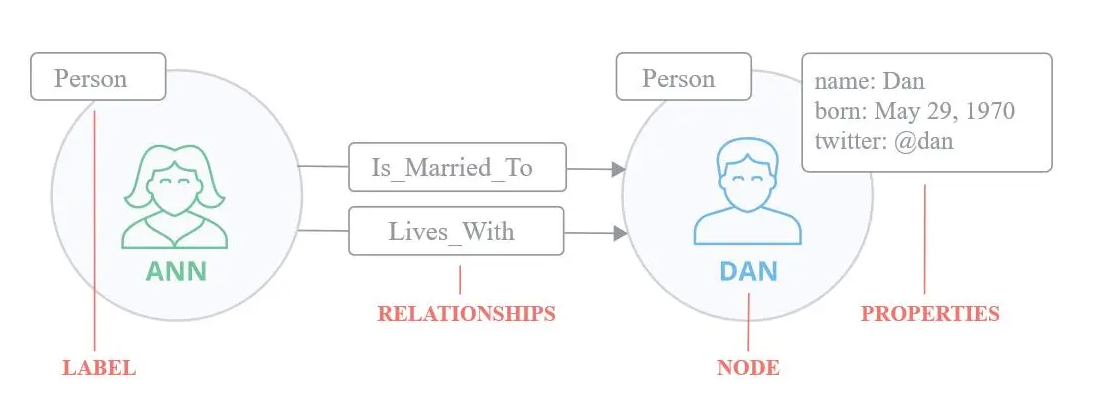 Person
Person
name: Dan
born: May 29, 1970
twitter: @dan
Is_Married_To
Lives_With
ANN
DAN
RELATIONSHIPS
PROPERTIES
LABEL
NODE